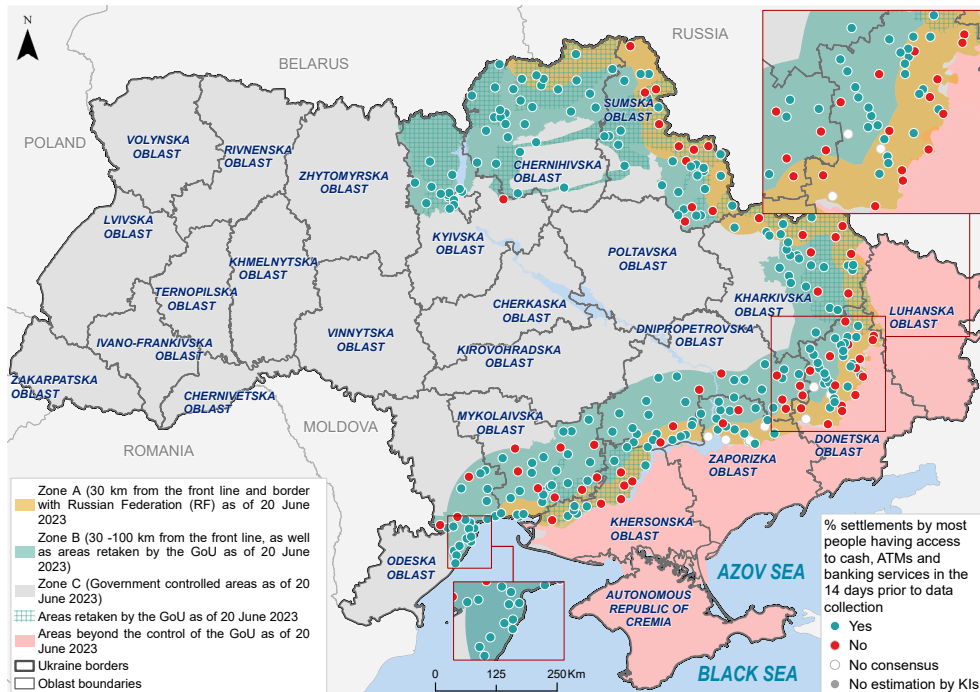 N
RUSSIA
BELARUS
POLAND
SUMSKA
OBLAST
VOLYNSKA
OBLAST
RIVNENSKA
OBLAST
CHERNIHIVSKA
OBLAST
ZHYTOMYRSKA
OBLAST
LVIVSKA
OBLAST
KYIVSKA
OBLAST
KHMELNYTSKA
OBLAST
POLTAVSKA
OBLAST
TERNOPILSKA
OBLAST
CHERKASKA
OBLAST
KHARKIVSKA
OBLAST
LUHANSKA
OBLAST
IVANO-FRANKIVSKA
OBLAST
VINNYTSKA
OBLAST
DNIPROPETROVSKA
OBLAST
KIROVOHRADSKA
OBLAST
ZAKARPATSKA
OBLAST
CHERNIVETSKA
OBLAST
MYKOLAIVSKA
OBLAST
MOLDOVA
DONETSKA
OBLAST
ROMANIA
ZAPORIZKA
OBLAST
KHERSONSKA
OBLAST
ODESKA
OBLAST
AZOV SEA
AUTONOMOUS
REPUBLIC OF
CREMIA
BLACK SEA
Zone A (30 km from the front line and border
with Russian Federation (RF) as of 20 June
2023
Zone B (30 -100 km from the front line, as well
as areas retaken by the GoU as of 20 June
2023)
Zone C (Government controlled areas as of 20
June 2023)
Areas retaken by the GoU as of 20 June 2023
Areas beyond the control of the GoU as of 20
June 2023
Ukraine borders
Oblast boundaries
0 125 250 Km
% settlements by most
people having access
to cash, ATMs and
banking services in the
14 days prior to data
collection
Yes
No
No consensus
No estimation by KIs